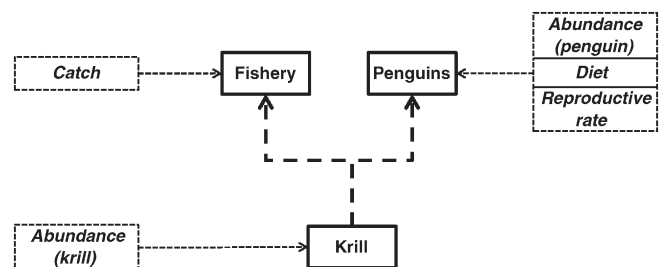 Abundance
(penguin)
Catch
Fishery
Penguins
Diet
Reproductive
rate
Abundance
(krill)
Krill